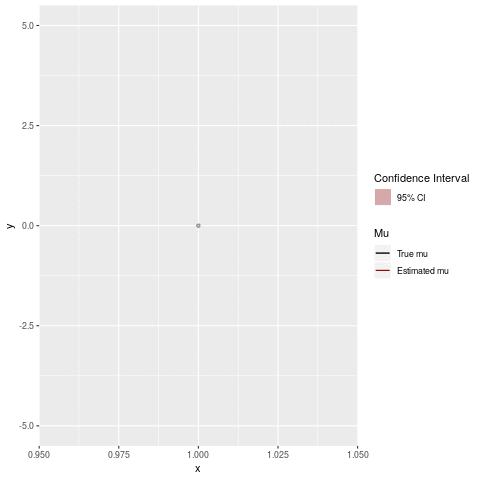 5.0
2.5
0.0
-2.5
-5.0
y
0.950
0.975
1.000
1.025
1.050
x
Confidence Interval
95% CI
Mu
True mu
Estimated mu